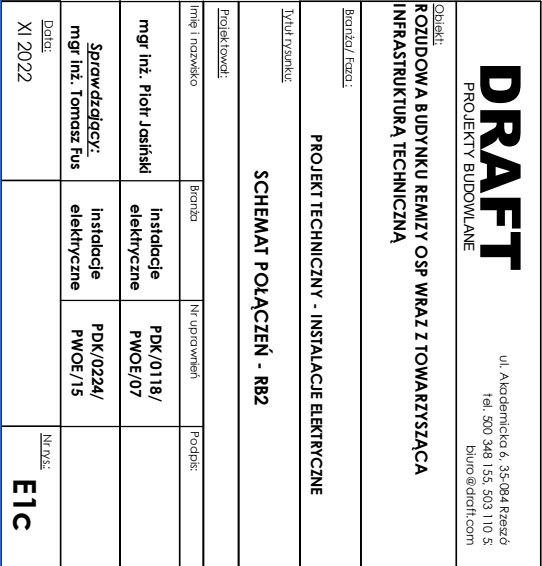 DRAFT
PROJEKTY BUDOWLANE
ul. Akademicka 6, 35-084 Rzeszó
tel. 500 348 155, 503 110 5
biuro@draft.com
Obiekt:
ROZUDOWA BUDYNKU REMIZY OSP WRAZ Z TOWARZYSZĄCA
INFRASTRUKTURĄ TECHNICZNĄ
Branża/ Faza :
PROJEKT TECHNICZNY - INSTALACJE ELEKTRYCZNE
Tytuł rysunku:
SCHEMAT POŁĄCZEŃ - RB2
Projektował:
Imię i nazwisko Branża Nr uprawnień Podpis:
mgr inż. Piotr Jasiński instalacje elektryczne PDK/0118/ PWOE/07
Sprawdzający:
mgr inż. Tomasz Fus instalacje elektryczne PDK/0224/ PWOE/15
Data:
XI 2022
Nr rys.:
E1c